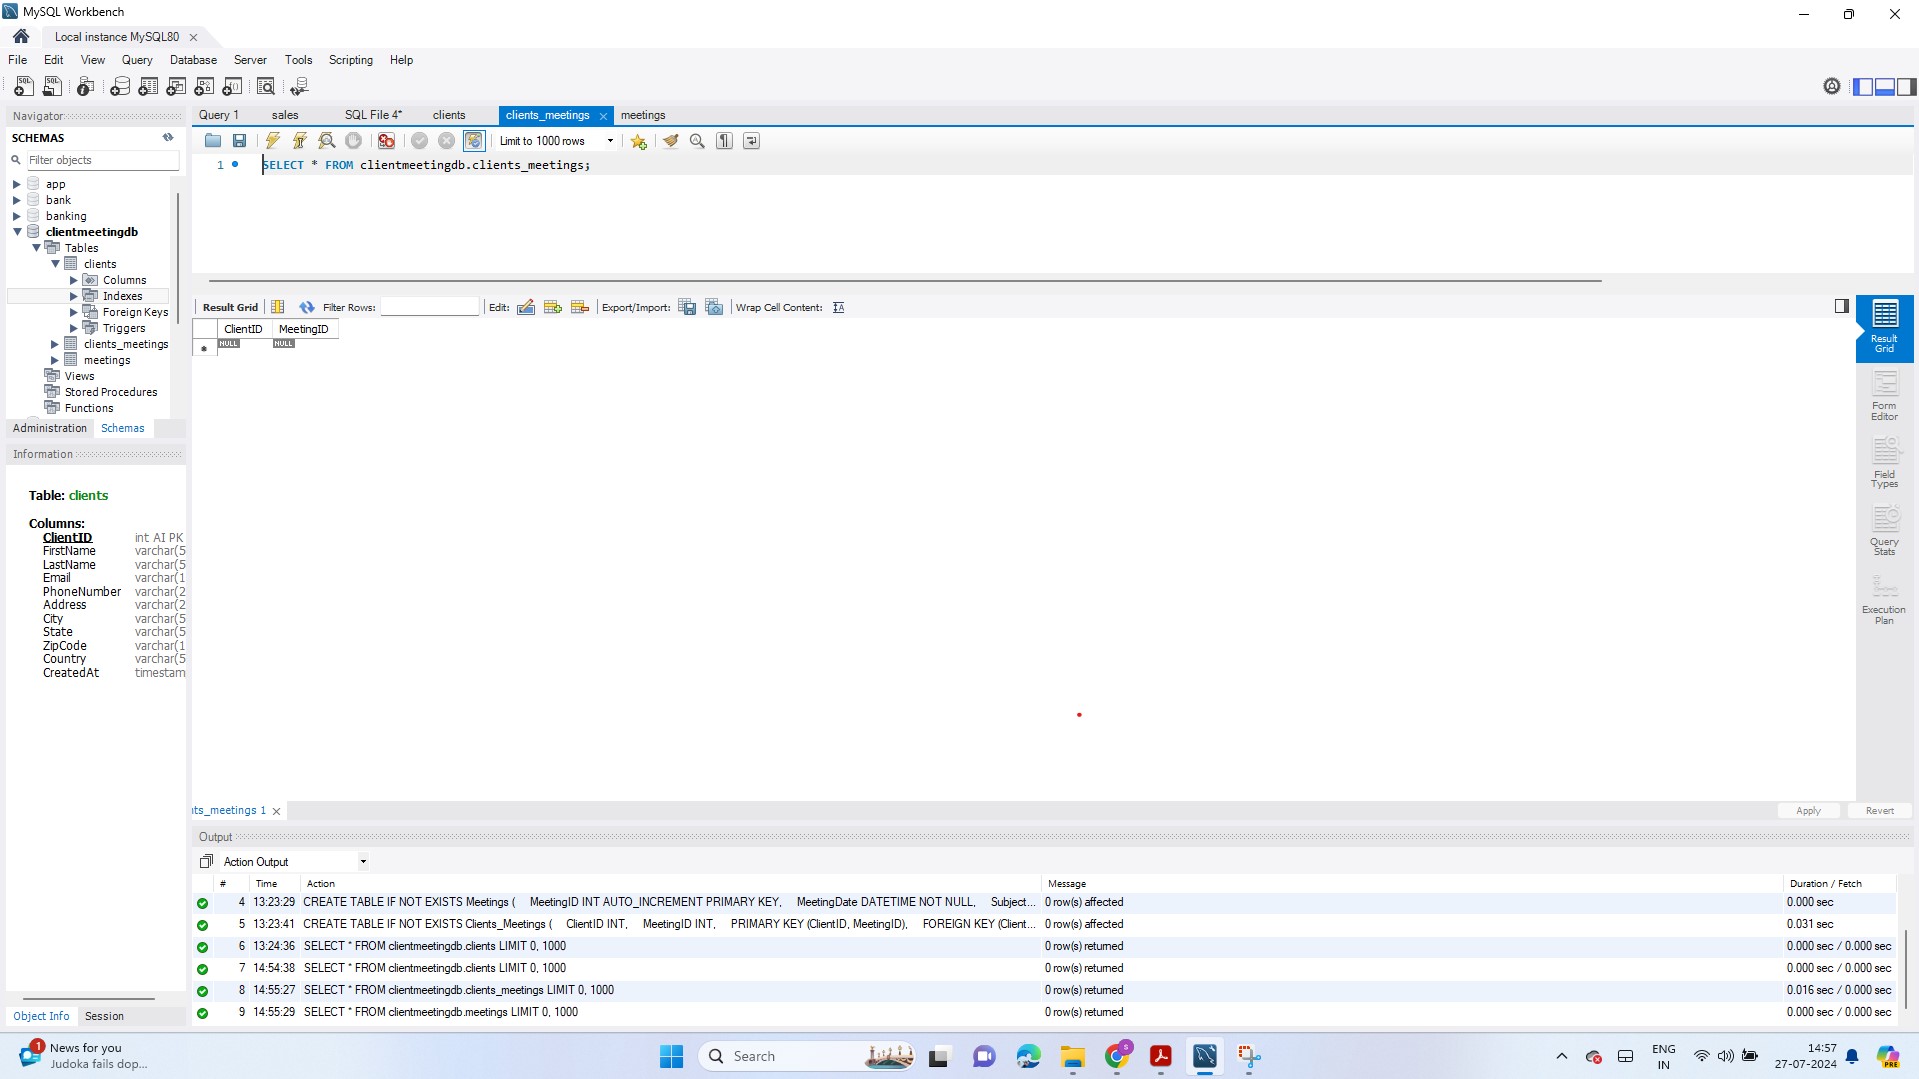 MySQL Workbench
Local instance MySQL80
File Edit View Query Database Server Tools Scripting Help
Navigator
SCHEMAS
Filter objects
app
bank
banking
clientmeetingdb
Tables
clients
Columns
Indexes
Foreign Keys
Triggers
clients_meetings
meetings
Views
Stored Procedures
Functions
Administration Schemas
Information
Table: clients
Columns:
ClientID int AI PK
FirstName varchar(5
LastName varchar(5
Email varchar(1
PhoneNumber varchar(2
Address varchar(2
City varchar(5
State varchar(5
ZipCode varchar(1
Country varchar(5
CreatedAt timestam
Object Info Session
Query 1 sales SQL File 4* clients clients_meetings meetings
Limit to 1000 rows
1 SELECT * FROM clientmeetingdb.clients_meetings;
Result Grid Filter Rows: Edit: Export/Import: Wrap Cell Content:
ClientID MeetingID
NULL NULL
Result
Grid
Form
Editor
Field
Types
Query
Stats
Execution
Plan
nts_meetings 1
Apply Revert
Output
Action Output
# Time Action Message Duration / Fetch
4 13:23:29 CREATE TABLE IF NOT EXISTS Meetings ( MeetingID INT AUTO_INCREMENT PRIMARY KEY, MeetingDate DATETIME NOT NULL, Subject... 0 row(s) affected 0.000 sec
5 13:23:41 CREATE TABLE IF NOT EXISTS Clients_Meetings ( ClientID INT, MeetingID INT, PRIMARY KEY (ClientID, MeetingID), FOREIGN KEY (Client... 0 row(s) affected 0.031 sec
6 13:24:36 SELECT * FROM clientmeetingdb.clients LIMIT 0, 1000 0 row(s) returned 0.000 sec / 0.000 sec
7 14:54:38 SELECT * FROM clientmeetingdb.clients LIMIT 0, 1000 0 row(s) returned 0.000 sec / 0.000 sec
8 14:55:27 SELECT * FROM clientmeetingdb.clients_meetings LIMIT 0, 1000 0 row(s) returned 0.016 sec / 0.000 sec
9 14:55:29 SELECT * FROM clientmeetingdb.meetings LIMIT 0, 1000 0 row(s) returned 0.000 sec / 0.000 sec
1
News for you
Judoka fails dop...
Search
S
ENG
IN
14:57
27-07-2024
PRE